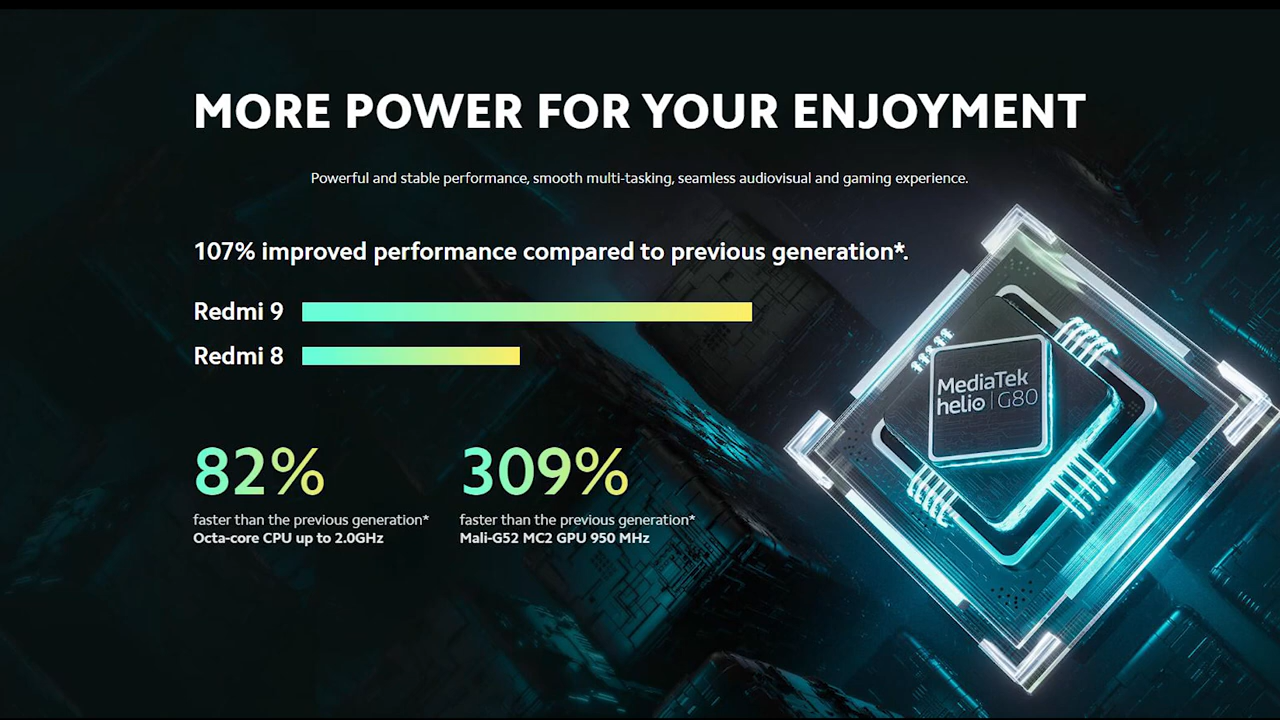 MORE POWER FOR YOUR ENJOYMENT
Powerful and stable performance, smooth multi-tasking, seamless audiovisual and gaming experience.
107% improved performance compared to previous generation*.
Redmi 9
Redmi 8
MediaTek
helio | G80
82%
faster than the previous generation*
Octa-core CPU up to 2.0GHz
309%
faster than the previous generation*
Mali-G52 MC2 GPU 950 MHz